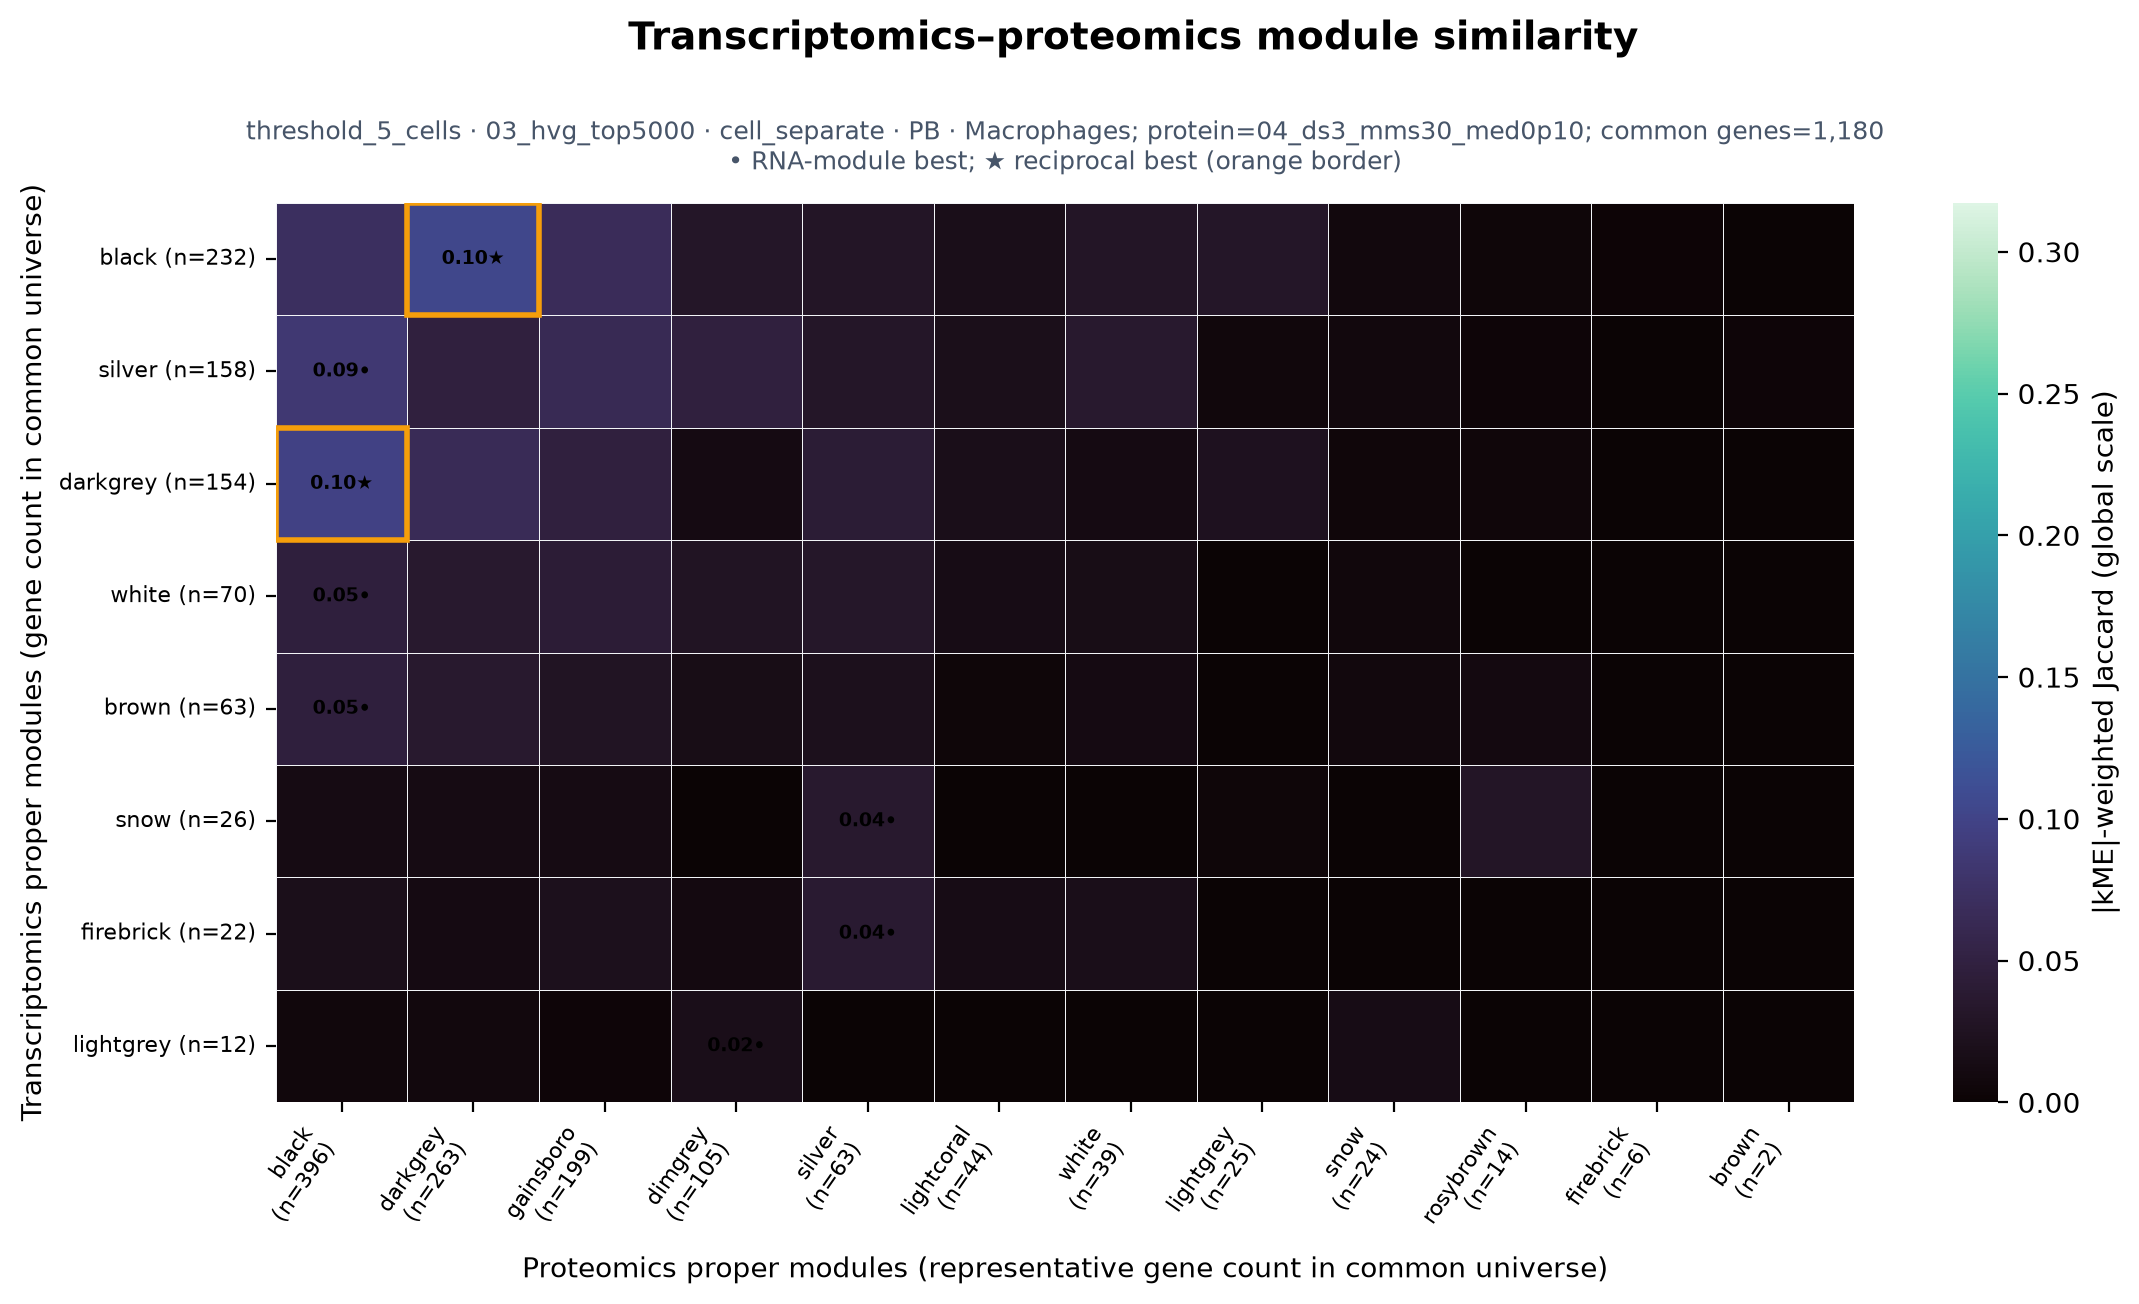 Transcriptomics–proteomics module similarity
threshold_5_cells · 03_hvg_top5000 · cell_separate · PB · Macrophages; protein=04_ds3_mms30_med0p10; common genes=1,180
• RNA-module best; ★ reciprocal best (orange border)
Transcriptomics proper modules (gene count in common universe)
black (n=232)
0.10★
silver (n=158)
0.09•
darkgrey (n=154)
0.10★
white (n=70)
0.05•
brown (n=63)
0.05•
snow (n=26)
0.04•
firebrick (n=22)
0.04•
lightgrey (n=12)
0.02•
black
(n=396)
darkgrey
(n=263)
gainsboro
(n=199)
dimgrey
(n=105)
silver
(n=63)
lightcoral
(n=44)
white
(n=39)
lightgrey
(n=25)
snow
(n=24)
rosybrown
(n=14)
firebrick
(n=6)
brown
(n=2)
Proteomics proper modules (representative gene count in common universe)
0.30
0.25
0.20
0.15
0.10
0.05
0.00
|kME|-weighted Jaccard (global scale)